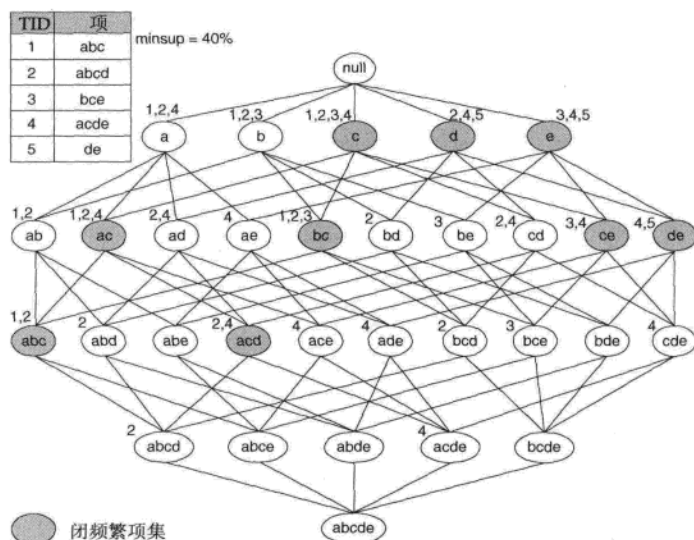 TID 项
1 abc
2 abcd
3 bce
4 acde
5 de
minsup = 40%
null
1,2,4 1,2,3 1,2,3,4 2,4,5 3,4,5
a b c d e
1,2 1,2,4 2,4 4 1,2,3 2 3 2,4 3,4 4,5
ab ac ad ae bc bd be cd ce de
1,2 2 2,4 4 4 2 3 4
abc abd abe acd ace ade bcd bce bde cde
2 4
abcd abce abde acde bcde
abcde
闭频繁项集